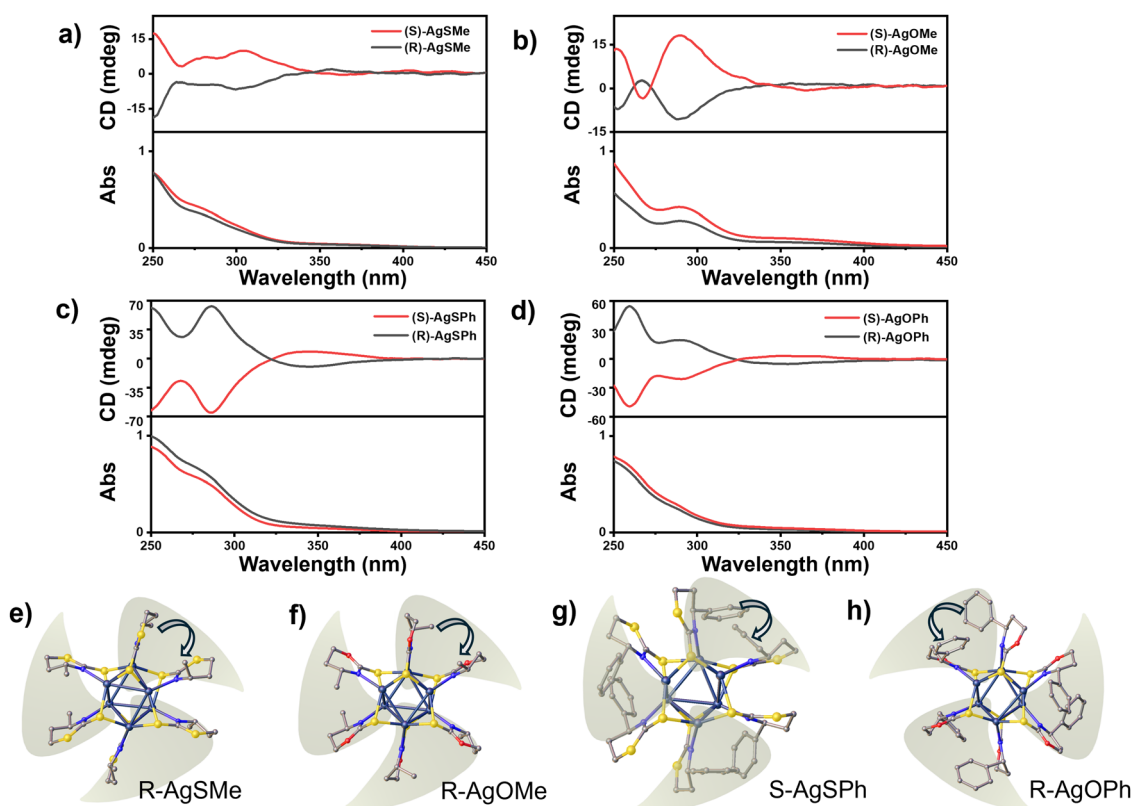 a)
CD (mdeg)
15
0
-15
(S)-AgSMe
(R)-AgSMe
Abs
1
0
250 300 350 400 450
Wavelength (nm)
b)
CD (mdeg)
15
0
-15
(S)-AgOMe
(R)-AgOMe
Abs
1
0
250 300 350 400 450
Wavelength (nm)
c)
CD (mdeg)
70
35
0
-35
-70
(S)-AgSPh
(R)-AgSPh
Abs
1
0
250 300 350 400 450
Wavelength (nm)
d)
CD (mdeg)
60
30
0
-30
-60
(S)-AgOPh
(R)-AgOPh
Abs
1
0
250 300 350 400 450
Wavelength (nm)
e)
R-AgSMe
f)
R-AgOMe
g)
S-AgSPh
h)
R-AgOPh